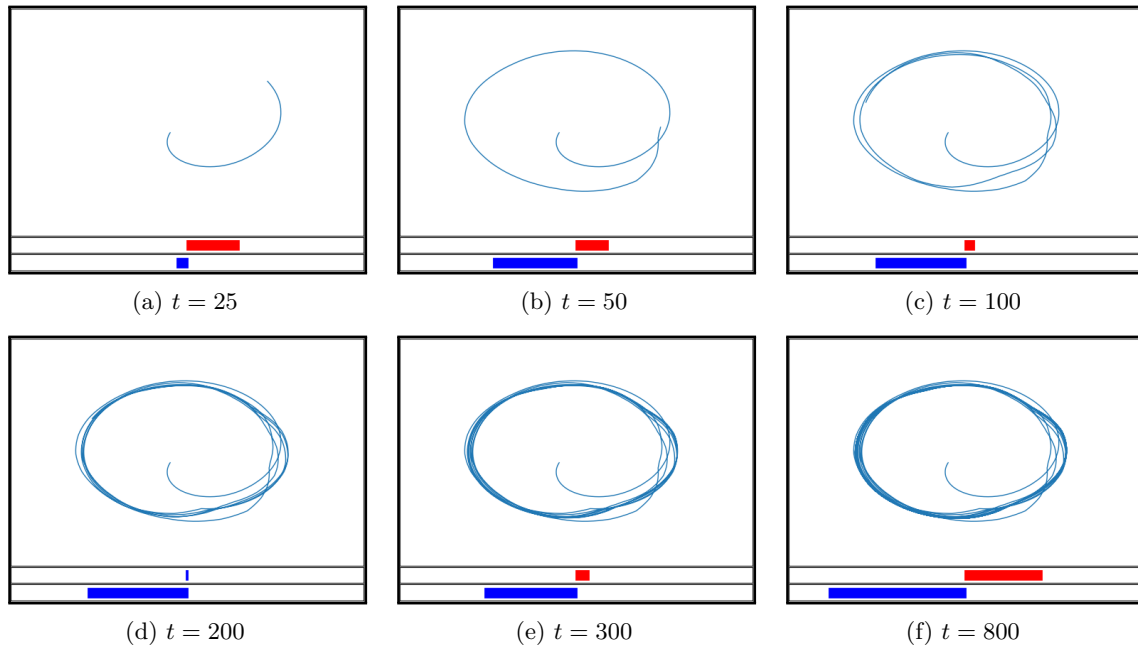 (a) t = 25
(b) t = 50
(c) t = 100
(d) t = 200
(e) t = 300
(f) t = 800